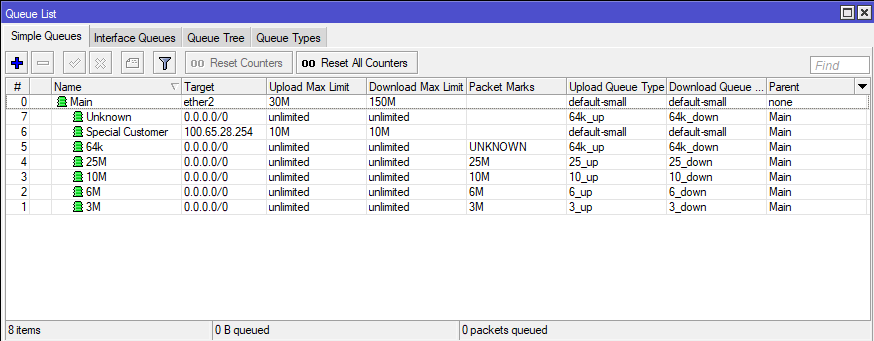 Queue List
Simple Queues Interface Queues Queue Tree Queue Types
00 Reset Counters 00 Reset All Counters Find
# Name Target Upload Max Limit Download Max Limit Packet Marks Upload Queue Type Download Queue ... Parent
0 Main ether2 30M 150M default-small default-small none
7 Unknown 0.0.0.0/0 unlimited unlimited 64k_up 64k_down Main
6 Special Customer 100.65.28.254 10M 10M default-small default-small Main
5 64k 0.0.0.0/0 unlimited unlimited UNKNOWN 64k_up 64k_down Main
4 25M 0.0.0.0/0 unlimited unlimited 25M 25_up 25_down Main
3 10M 0.0.0.0/0 unlimited unlimited 10M 10_up 10_down Main
2 6M 0.0.0.0/0 unlimited unlimited 6M 6_up 6_down Main
1 3M 0.0.0.0/0 unlimited unlimited 3M 3_up 3_down Main
8 items 0 B queued 0 packets queued